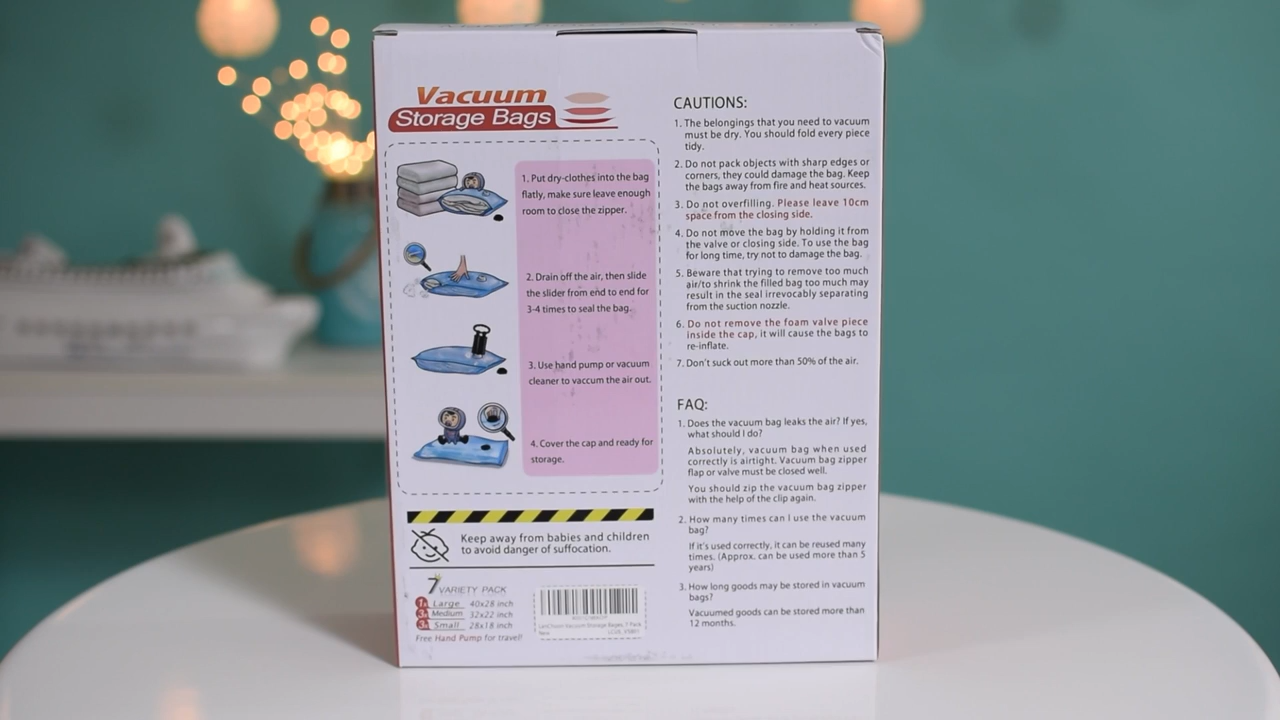 Vacuum
Storage Bags
1. Put dry-clothes into the bag
flatly, make sure leave enough
room to close the zipper.
2. Drain off the air, then slide
the slider from end to end for
3-4 times to seal the bag.
3. Use hand pump or vacuum
cleaner to vaccum the air out.
4. Cover the cap and ready for
storage.
Keep away from babies and children
to avoid danger of suffocation.
7 VARIETY PACK
1x Large 40x28 inch
3x Medium 32x22 inch
3x Small 28x18 inch
Free Hand Pump for travel!
Vacuum Storage Bags, 7 Pack
New
CAUTIONS:
1. The belongings that you need to vacuum
must be dry. You should fold every piece
tidy.
2. Do not pack objects with sharp edges or
corners, they could damage the bag. Keep
the bags away from fire and heat sources.
3. Do not overfilling. Please leave 10cm
space from the closing side.
4. Do not move the bag by holding it from
the valve or closing side. To use the bag
for long time, try not to damage the bag.
5. Beware that trying to remove too much
air/to shrink the filled bag too much may
result in the seal irrevocably separating
from the suction nozzle.
6. Do not remove the foam valve piece
inside the cap, it will cause the bags to
re-inflate.
7. Don't suck out more than 50% of the air.
FAQ:
1. Does the vacuum bag leaks the air? If yes,
what should I do?
Absolutely, vacuum bag when used
correctly is airtight. Vacuum bag zipper
flap or valve must be closed well.
You should zip the vacuum bag zipper
with the help of the clip again.
2. How many times can I use the vacuum
bag?
If it's used correctly, it can be reused many
times. (Approx. can be used more than 5
years)
3. How long goods may be stored in vacuum
bags?
Vacuumed goods can be stored more than
12 months.